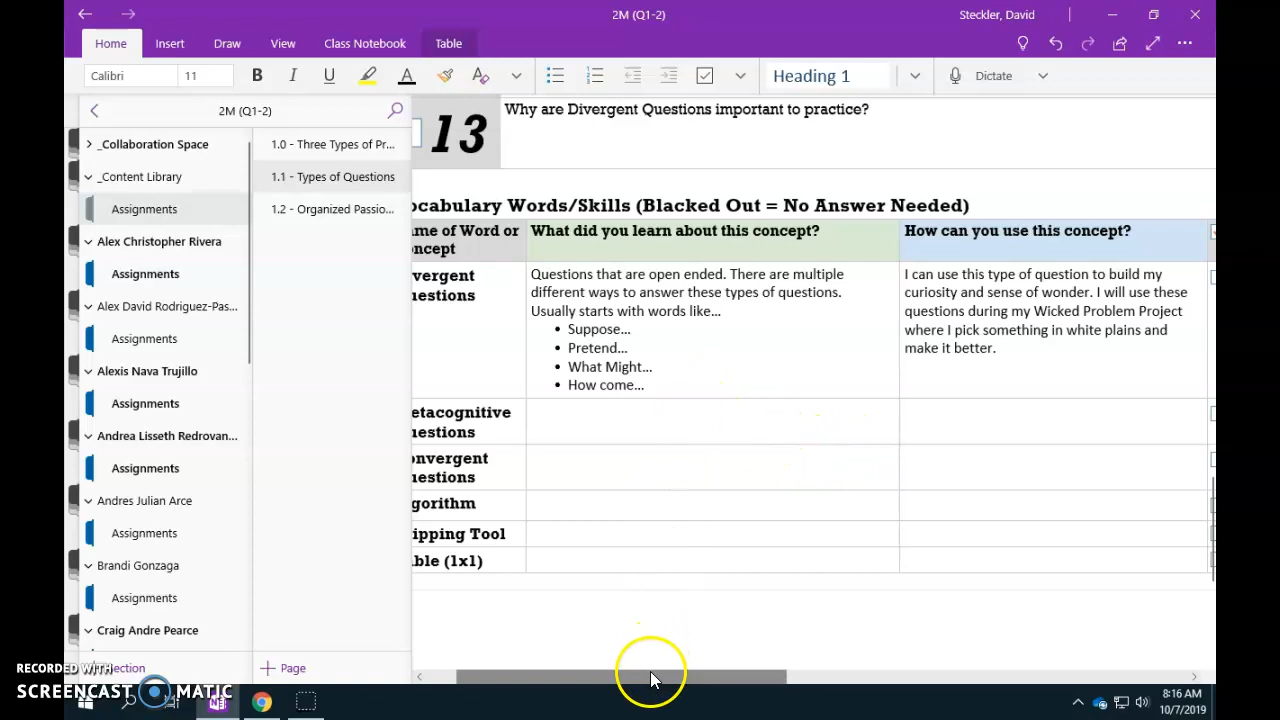 2M (Q1-2)
Steckler, David
Home Insert Draw View Class Notebook Table
Calibri 11 B I U A Heading 1 Dictate
2M (Q1-2)
_Collaboration Space
_Content Library
Assignments
Alex Christopher Rivera
Assignments
Alex David Rodriguez-Pas...
Assignments
Alexis Nava Trujillo
Assignments
Andrea Lisseth Redrovan...
Assignments
Andres Julian Arce
Assignments
Brandi Gonzaga
Assignments
Craig Andre Pearce
ection
1.0 - Three Types of Pr...
1.1 - Types of Questions
1.2 - Organized Passio...
Page
13
Why are Divergent Questions important to practice?
ocabulary Words/Skills (Blacked Out = No Answer Needed)
ame of Word or
oncept
What did you learn about this concept?
How can you use this concept?
vergent
uestions
Questions that are open ended. There are multiple
different ways to answer these types of questions.
Usually starts with words like…
• Suppose…
• Pretend…
• What Might…
• How come…
I can use this type of question to build my
curiosity and sense of wonder. I will use these
questions during my Wicked Problem Project
where I pick something in white plains and
make it better.
etacognitive
uestions
onvergent
uestions
gorithm
ipping Tool
ble (1x1)
RECORDED WITH
SCREENCAST MATIC
8:16 AM
10/7/2019